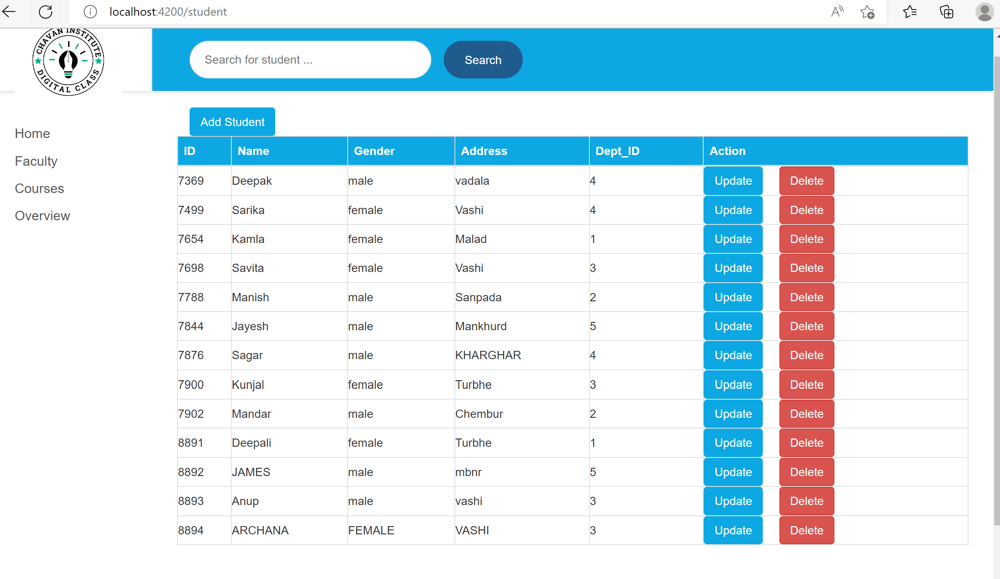 localhost:4200/student
CHAVAN INSTITUTE
DIGITAL CLASS
Search for student ... Search
Add Student
Home
Faculty
Courses
Overview
ID Name Gender Address Dept_ID Action
7369 Deepak male vadala 4 Update Delete
7499 Sarika female Vashi 4 Update Delete
7654 Kamla female Malad 1 Update Delete
7698 Savita female Vashi 3 Update Delete
7788 Manish male Sanpada 2 Update Delete
7844 Jayesh male Mankhurd 5 Update Delete
7876 Sagar male KHARGHAR 4 Update Delete
7900 Kunjal female Turbhe 3 Update Delete
7902 Mandar male Chembur 2 Update Delete
8891 Deepali female Turbhe 1 Update Delete
8892 JAMES male mbnr 5 Update Delete
8893 Anup male vashi 3 Update Delete
8894 ARCHANA FEMALE VASHI 3 Update Delete